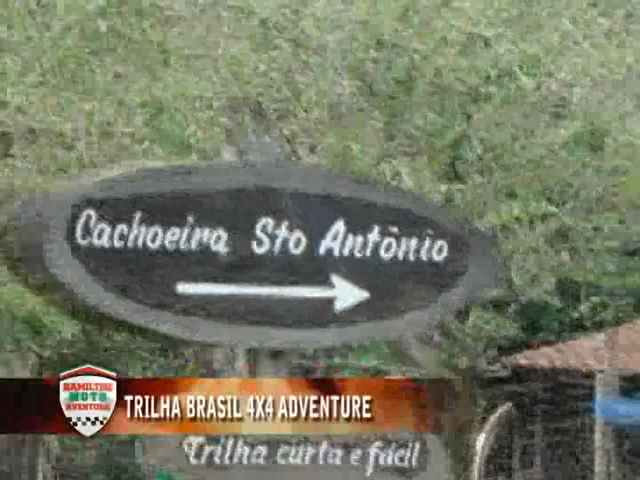 Cachoeira Sto Antônio
HAMILTON
MOTO
AVENTURA
TRILHA BRASIL 4X4 ADVENTURE
Trilha curta e fácil